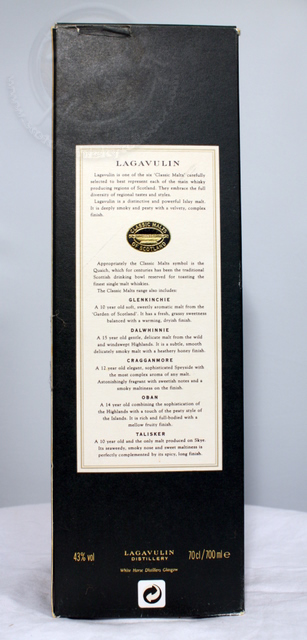 LAGAVULIN
Lagavulin is one of the six "Classic Malts" carefully
selected to best represent each of the main whisky
producing regions of Scotland. They embrace the full
diversity of regional tastes and styles.
Lagavulin is a distinctive and powerful Islay malt.
It is deeply smoky and peaty with a velvety, complex
finish.
CLASSIC MALTS
OF SCOTLAND
Appropriately the Classic Malts symbol is the
Quaich, which for centuries has been the traditional
Scottish drinking bowl reserved for toasting the
finest single malt whiskies.
The Classic Malts range also includes:
GLENKINCHIE
A 10 year old soft, sweetly aromatic malt from the
'Garden of Scotland'. It has a fresh, grassy sweetness
balanced with a warming, dryish finish.
DALWHINNIE
A 15 year old gentle, delicate malt from the wild
and windswept Highlands. It is a subtle, smooth
delicately smoky malt with a heathery honey finish.
CRAGGANMORE
A 12 year old elegant, sophisticated Speyside with
the most complex aroma of any malt.
Astonishingly fragrant with sweetish notes and a
smoky maltiness on the finish.
OBAN
A 14 year old combining the sophistication of
the Highlands with a touch of the peaty style of the
Islands. It is rich and full-bodied with a
mellow fruity finish.
TALISKER
A 10 year old and the only malt produced on Skye.
Its seaweedy, smoky nose and sweet maltiness is
perfectly complemented by its spicy, long finish.
43% vol
LAGAVULIN
DISTILLERY
70cl / 700 ml e
White Horse Distillers Glasgow